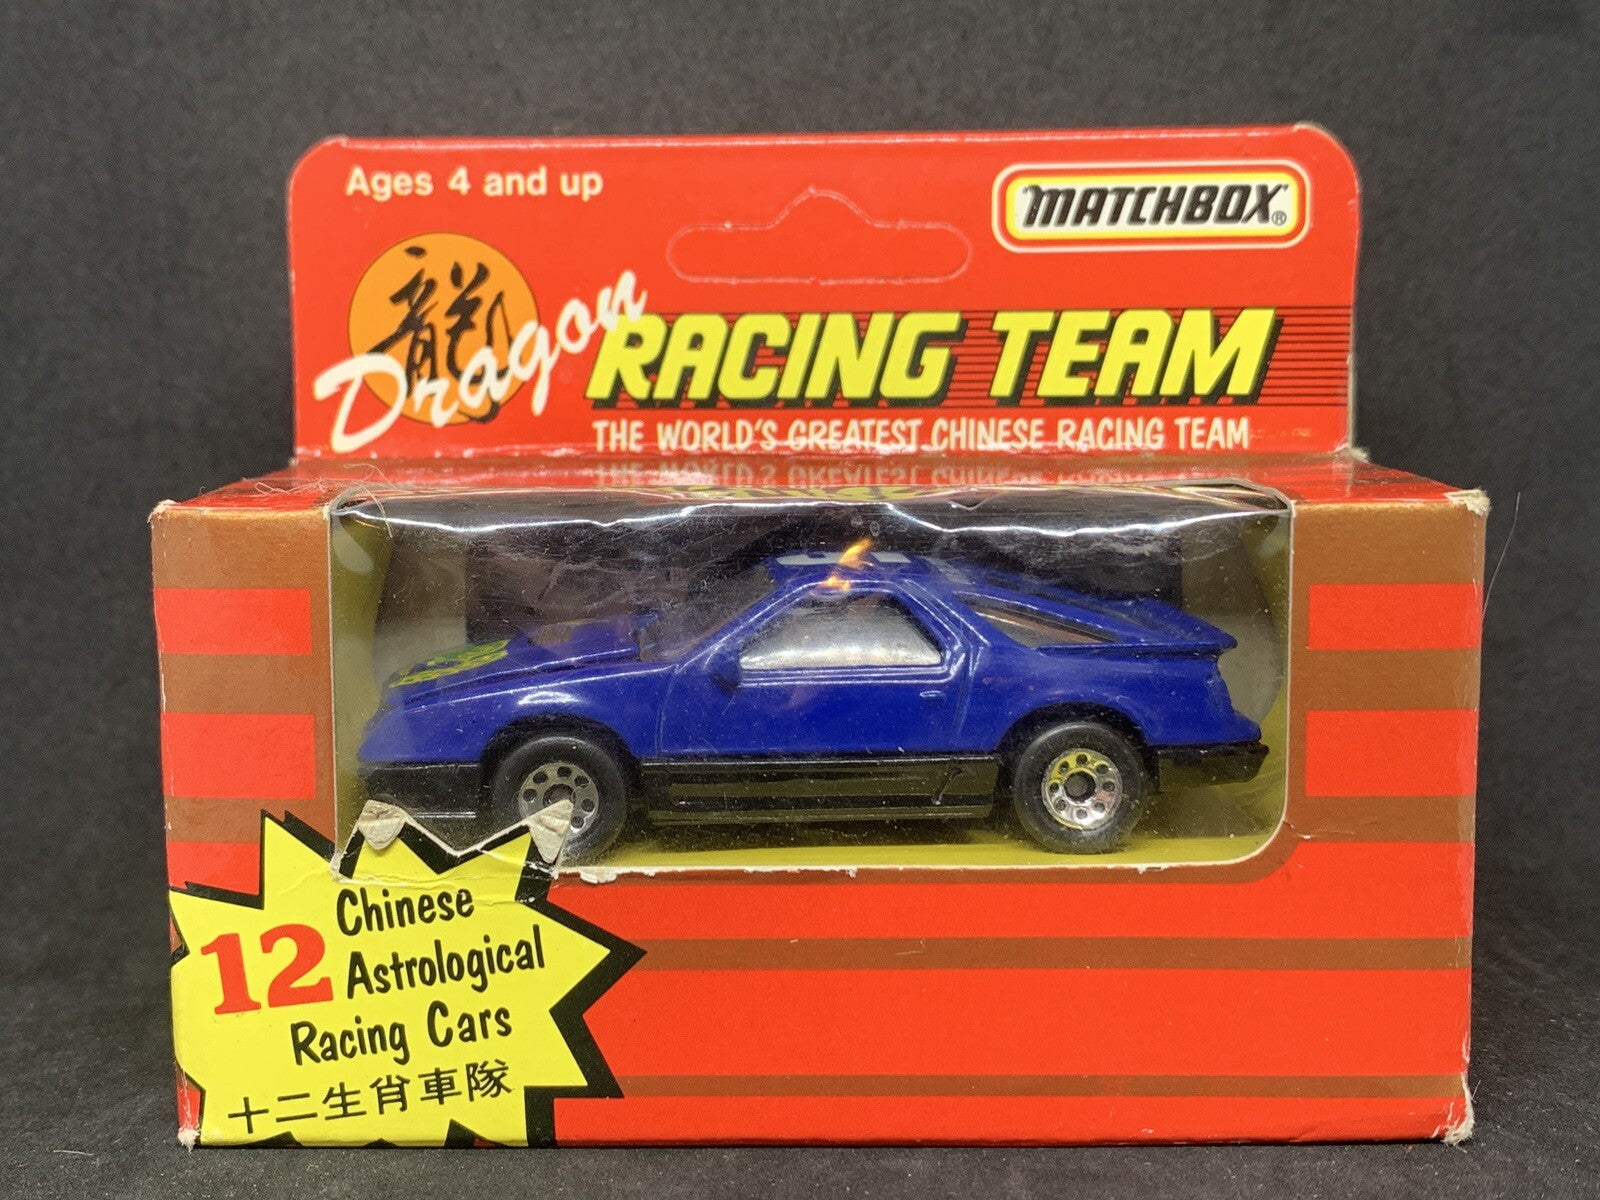 Ages 4 and up
MATCHBOX®
龍
Dragon
RACING TEAM
THE WORLD'S GREATEST CHINESE RACING TEAM
12 Chinese
Astrological
Racing Cars
十二生肖車隊